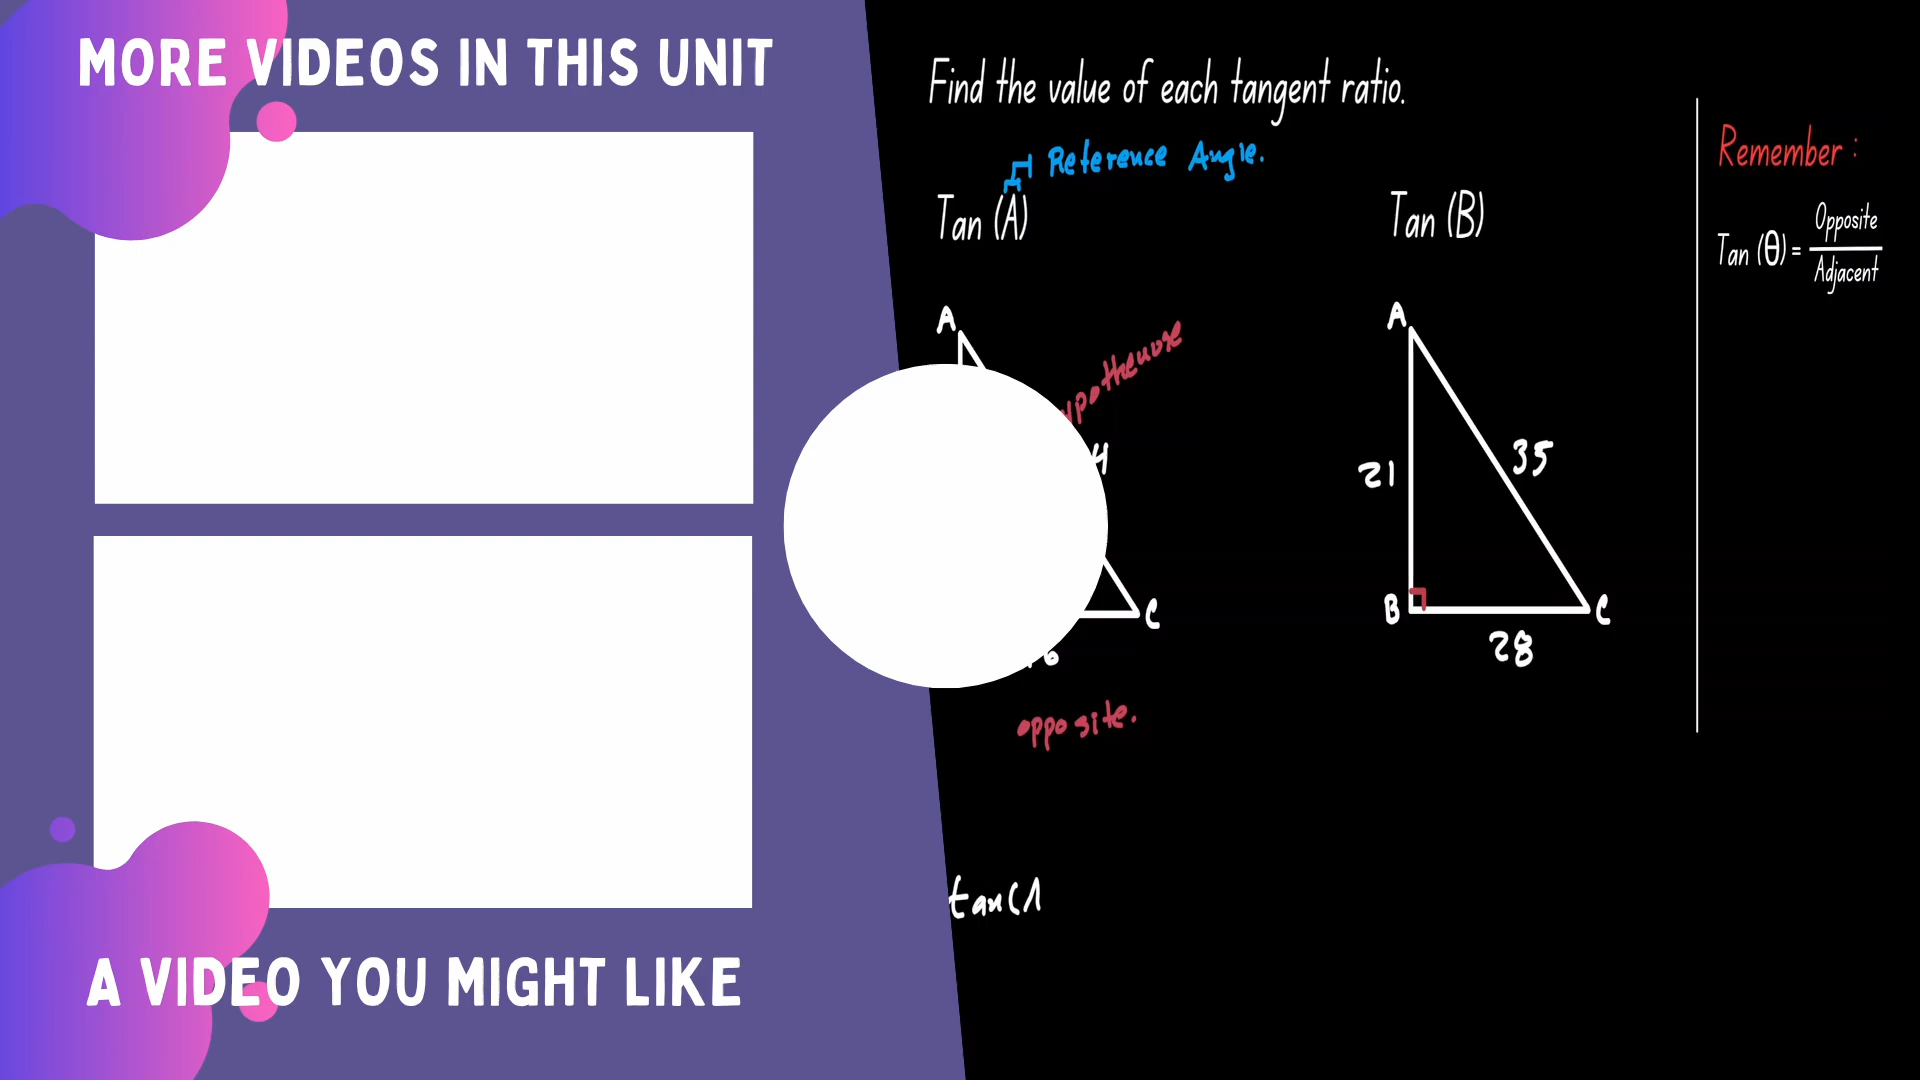 MORE VIDEOS IN THIS UNIT
A VIDEO YOU MIGHT LIKE
Find the value of each tangent ratio.
Reference Angle.
Tan (A)
A
C
opposite.
tan(
Tan (B)
A
21
35
B
C
28
Remember :
Tan (θ) = Opposite
Adjacent